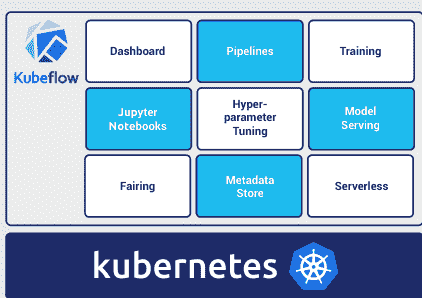 Kubeflow
Dashboard
Pipelines
Training
Jupyter
Notebooks
Hyper-
parameter
Tuning
Model
Serving
Fairing
Metadata
Store
Serverless
kubernetes